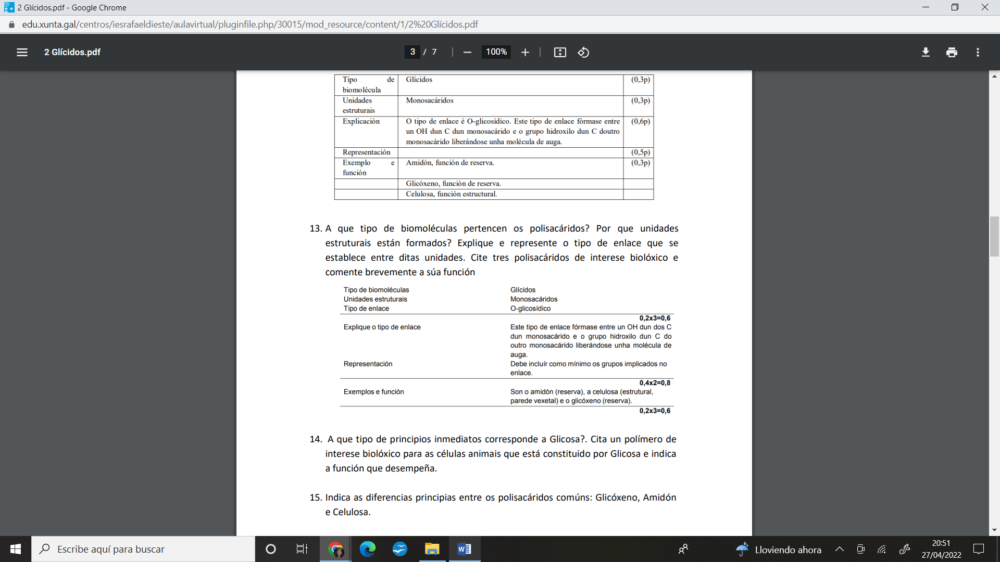 2 Glícidos.pdf - Google Chrome
edu.xunta.gal/centros/iesrafaeldieste/aulavirtual/pluginfile.php/30015/mod_resource/content/1/2%20Glícidos.pdf
2 Glícidos.pdf
3 / 7
100%
Tipo de Glícidos (0,3p)
biomolécula
Unidades Monosacáridos (0,3p)
estruturais
Explicación O tipo de enlace é O-glicosídico. Este tipo de enlace fórmase entre (0,6p)
un OH dun C dun monosacárido e o grupo hidroxilo dun C doutro
monosacárido liberándose unha molécula de auga.
Representación (0,5p)
Exemplo e Amidón, función de reserva. (0,3p)
función
Glicóxeno, función de reserva.
Celulosa, función estructural.
13. A que tipo de biomoléculas pertencen os polisacáridos? Por que unidades
estruturais están formados? Explique e represente o tipo de enlace que se
establece entre ditas unidades. Cite tres polisacáridos de interese biolóxico e
comente brevemente a súa función
Tipo de biomoléculas Glícidos
Unidades estruturais Monosacáridos
Tipo de enlace O-glicosídico
0,2x3=0,6
Explique o tipo de enlace Este tipo de enlace fórmase entre un OH dun dos C
dun monosacárido e o grupo hidroxilo dun C do
outro monosacárido liberándose unha molécula de
auga.
Representación Debe incluír como mínimo os grupos implicados no
enlace.
0,4x2=0,8
Exemplos e función Son o amidón (reserva), a celulosa (estrutural,
parede vexetal) e o glicóxeno (reserva).
0,2x3=0,6
14. A que tipo de principios inmediatos corresponde a Glicosa?. Cita un polímero de
interese biolóxico para as células animais que está constituido por Glicosa e indica
a función que desempeña.
15. Indica as diferencias principias entre os polisacáridos comúns: Glicóxeno, Amidón
e Celulosa.
Escribe aquí para buscar
Lloviendo ahora
20:51
27/04/2022